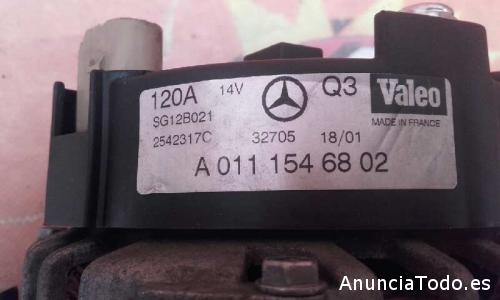 120A 14V Q3 Valeo
SG12B021 MADE IN FRANCE
2542317C 32705 18/01
A 011 154 68 02
AnunciaTodo.es